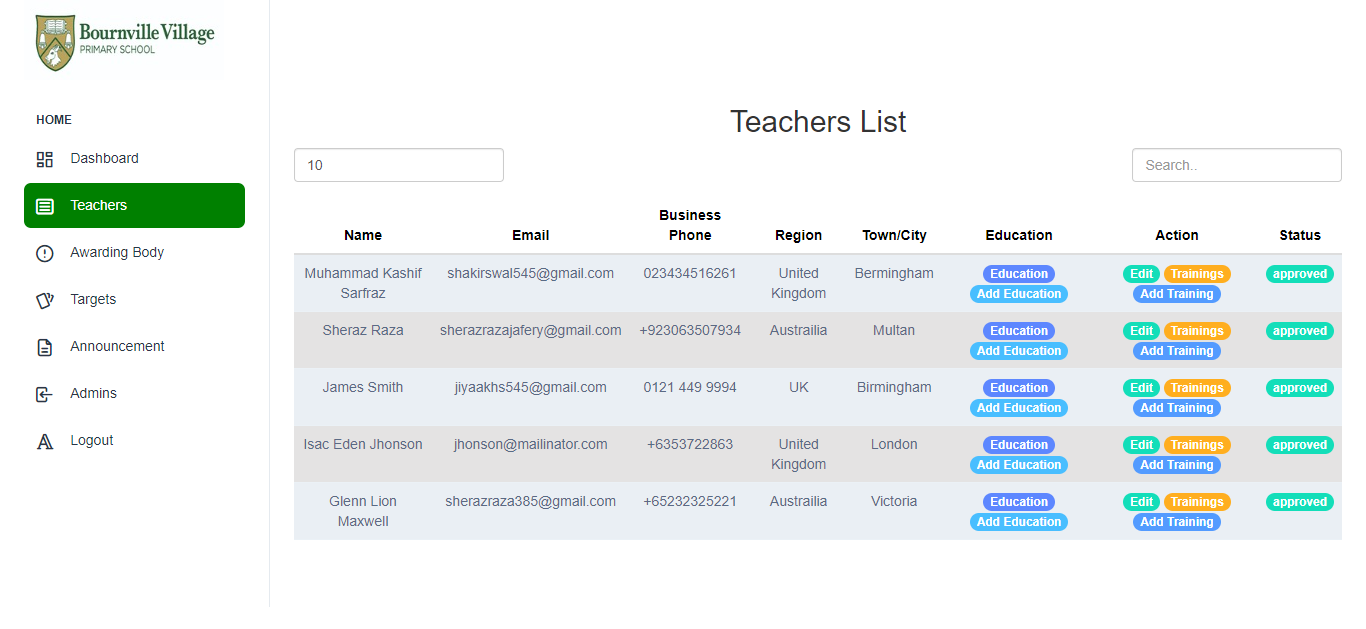 Bournville Village
PRIMARY SCHOOL
HOME
Dashboard
Teachers
Awarding Body
Targets
Announcement
Admins
Logout
Teachers List
10
Search..
Name Email Business Phone Region Town/City Education Action Status
Muhammad Kashif Sarfraz shakirswal545@gmail.com 023434516261 United Kingdom Bermingham Education Add Education Edit Trainings Add Training approved
Sheraz Raza sherazrazajafery@gmail.com +923063507934 Austrailia Multan Education Add Education Edit Trainings Add Training approved
James Smith jiyaakhs545@gmail.com 0121 449 9994 UK Birmingham Education Add Education Edit Trainings Add Training approved
Isac Eden Jhonson jhonson@mailinator.com +6353722863 United Kingdom London Education Add Education Edit Trainings Add Training approved
Glenn Lion Maxwell sherazraza385@gmail.com +65232325221 Austrailia Victoria Education Add Education Edit Trainings Add Training approved